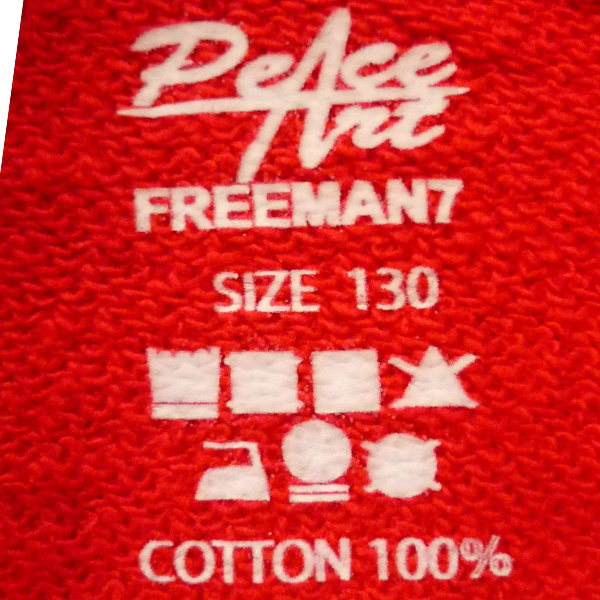 Peace
Art
FREEMAN7
SIZE 130
COTTON 100%